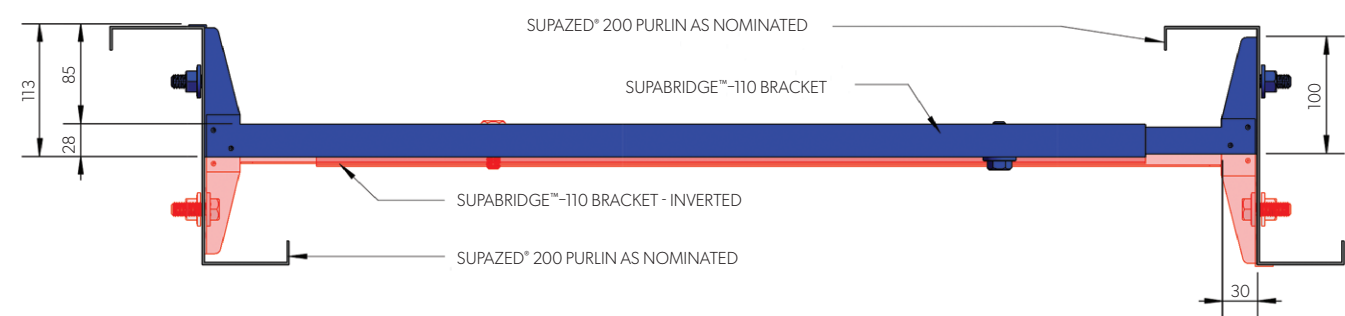 SUPAZED® 200 PURLIN AS NOMINATED
SUPABRIDGE™–110 BRACKET
113
85
28
100
SUPABRIDGE™–110 BRACKET - INVERTED
SUPAZED® 200 PURLIN AS NOMINATED
30